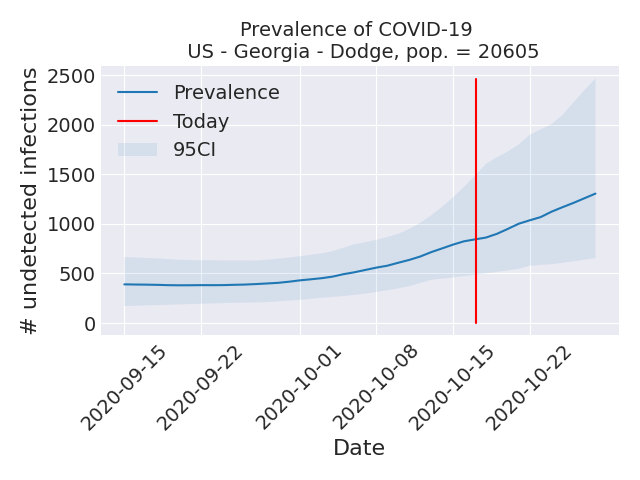 Prevalence of COVID-19
US - Georgia - Dodge, pop. = 20605
# undetected infections
2500
2000
1500
1000
500
0
Prevalence
Today
95CI
2020-09-15
2020-09-22
2020-10-01
2020-10-08
2020-10-15
2020-10-22
Date